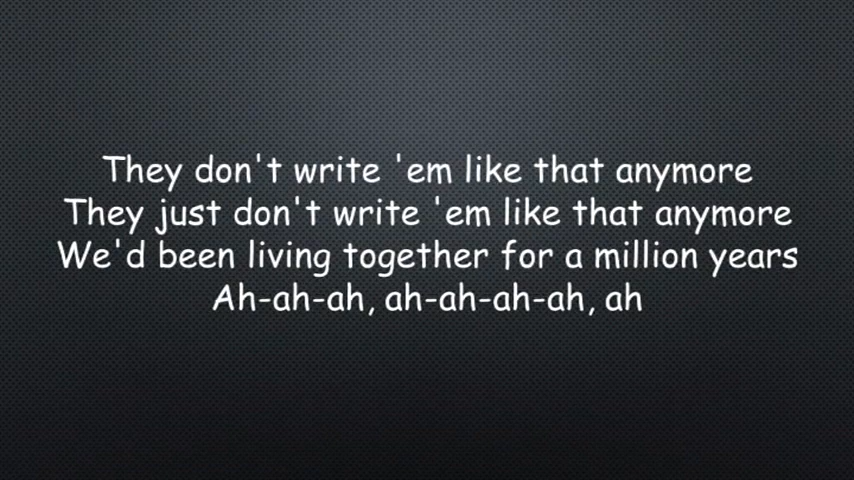 They don't write 'em like that anymore
They just don't write 'em like that anymore
We'd been living together for a million years
Ah-ah-ah, ah-ah-ah-ah, ah